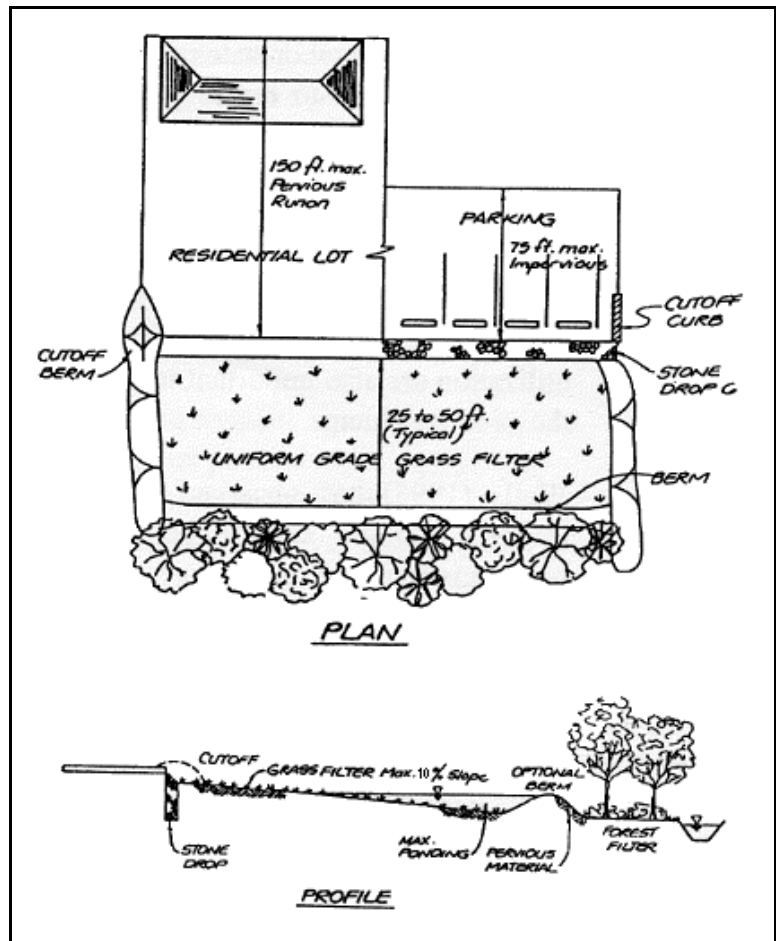 150 ft. max.
Pervious
Runon
PARKING
RESIDENTIAL LOT
75 ft. max.
Impervious
CUTOFF
CURB
CUTOFF
BERM
STONE
DROP C
25 to 50 ft.
(Typical)
UNIFORM GRADE GRASS FILTER
BERM
PLAN
CUTOFF
GRASS FILTER Max. 10 % Slope
OPTIONAL
BERM
STONE
DROP
MAX.
PONDING
PERVIOUS
MATERIAL
FOREST
FILTER
PROFILE